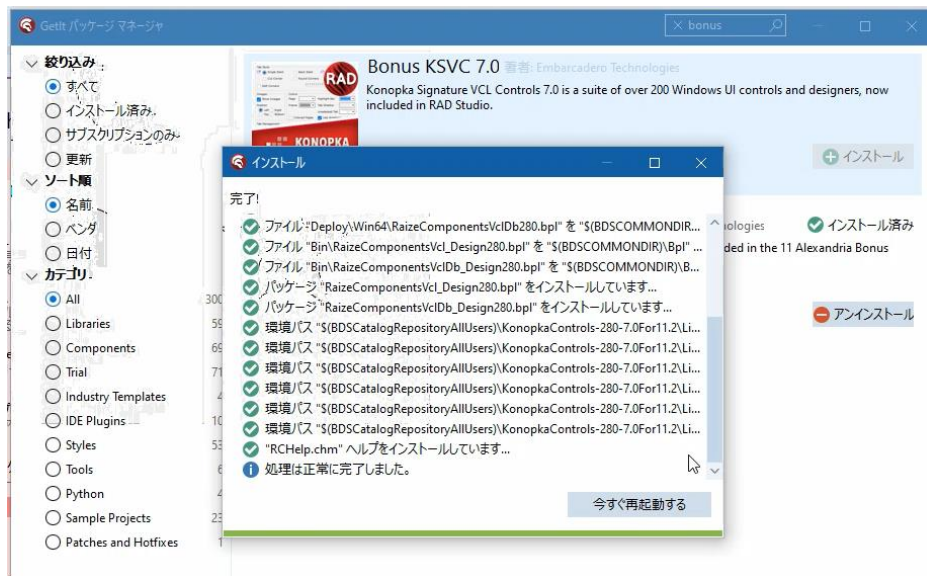 GetIt パッケージ マネージャ
bonus
絞り込み
すべて
インストール済み
サブスクリプションのみ
更新
ソート順
名前
ベンダ
日付
カテゴリ
All 300
Libraries 59
Components 69
Trial 71
Industry Templates 4
IDE Plugins 10
Styles 53
Tools 6
Python 4
Sample Projects 23
Patches and Hotfixes 1
Bonus KSVC 7.0 著者: Embarcadero Technologies
Konopka Signature VCL Controls 7.0 is a suite of over 200 Windows UI controls and designers, now
included in RAD Studio.
RAD
KONOPKA
インストール
nologies インストール済み
ded in the 11 Alexandria Bonus
アンインストール
インストール
完了!
ファイル "Deploy\Win64\RaizeComponentsVclDb280.bpl" を "$(BDSCOMMONDIR...
ファイル "Bin\RaizeComponentsVcl_Design280.bpl" を "$(BDSCOMMONDIR)\Bpl" ...
ファイル "Bin\RaizeComponentsVclDb_Design280.bpl" を "$(BDSCOMMONDIR)\B...
パッケージ "RaizeComponentsVcl_Design280.bpl" をインストールしています...
パッケージ "RaizeComponentsVclDb_Design280.bpl" をインストールしています...
環境パス "$(BDSCatalogRepositoryAllUsers)\KonopkaControls-280-7.0For11.2\Li...
環境パス "$(BDSCatalogRepositoryAllUsers)\KonopkaControls-280-7.0For11.2\Li...
環境パス "$(BDSCatalogRepositoryAllUsers)\KonopkaControls-280-7.0For11.2\Li...
環境パス "$(BDSCatalogRepositoryAllUsers)\KonopkaControls-280-7.0For11.2\Li...
環境パス "$(BDSCatalogRepositoryAllUsers)\KonopkaControls-280-7.0For11.2\Li...
環境パス "$(BDSCatalogRepositoryAllUsers)\KonopkaControls-280-7.0For11.2\Li...
"RCHelp.chm" ヘルプをインストールしています...
処理は正常に完了しました。
今すぐ再起動する